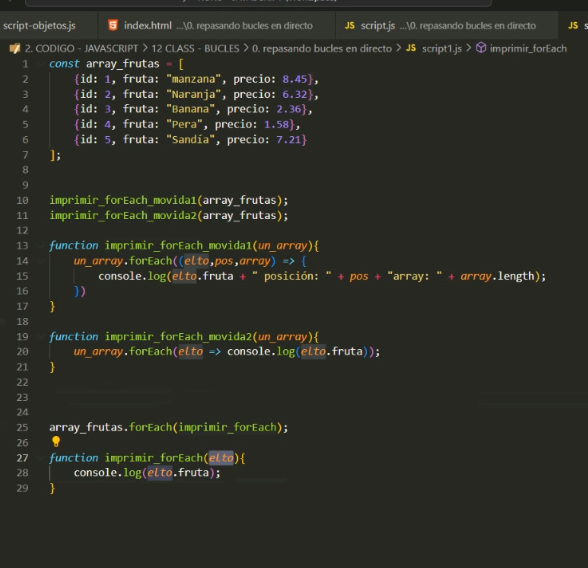 script-objetos.js
index.html ...\0. repasando bucles en directo
JS script.js ...\0. repasando bucles en directo
JS
2. CODIGO - JAVASCRIPT > 12 CLASS - BUCLES > 0. repasando bucles en directo > JS script1.js > imprimir_forEach
1 const array_frutas = [
2 {id: 1, fruta: "manzana", precio: 8.45},
3 {id: 2, fruta: "Naranja", precio: 6.32},
4 {id: 3, fruta: "Banana", precio: 2.36},
5 {id: 4, fruta: "Pera", precio: 1.58},
6 {id: 5, fruta: "Sandía", precio: 7.21}
7 ];
8
9
10 imprimir_forEach_movida1(array_frutas);
11 imprimir_forEach_movida2(array_frutas);
12
13 function imprimir_forEach_movida1(un_array){
14 un_array.forEach((elto,pos,array) => {
15 console.log(elto.fruta + " posición: " + pos + "array: " + array.length);
16 })
17 }
18
19 function imprimir_forEach_movida2(un_array){
20 un_array.forEach(elto => console.log(elto.fruta));
21 }
22
23
24
25 array_frutas.forEach(imprimir_forEach);
26
27 function imprimir_forEach(elto){
28 console.log(elto.fruta);
29 }